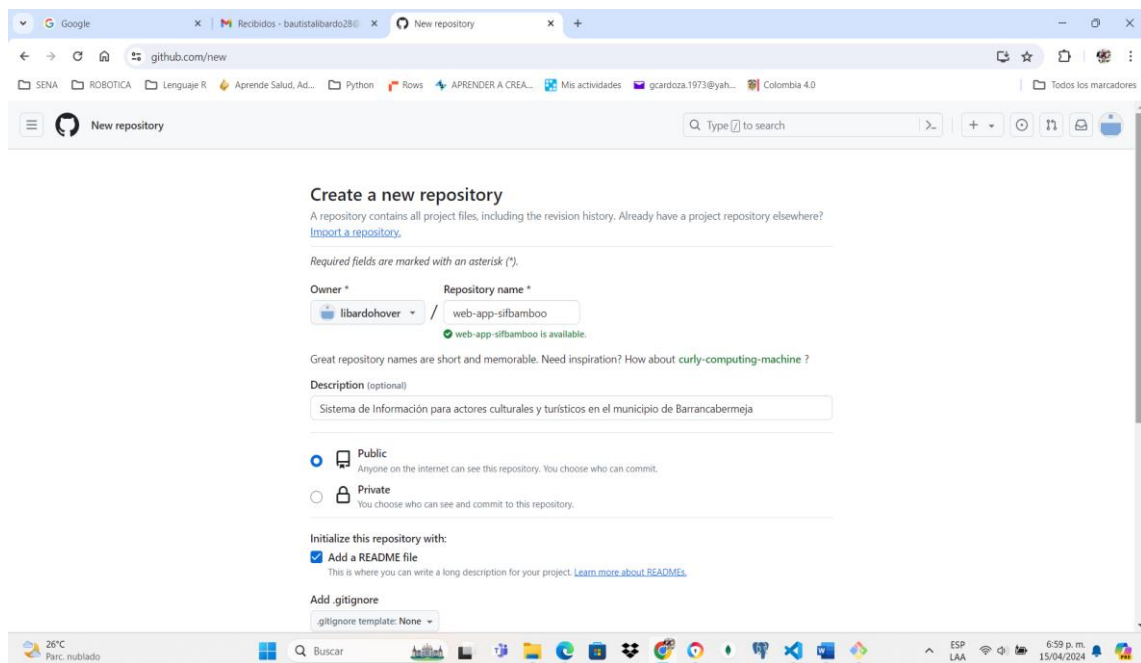 Google
Recibidos - bautistalibardo28@
New repository
github.com/new
SENA ROBOTICA Lenguaje R Aprende Salud, Ad... Python Rows APRENDER A CREA... Mis actividades gcardoza.1973@yah... Colombia 4.0 Todos los marcadores
New repository
Type / to search
Create a new repository
A repository contains all project files, including the revision history. Already have a project repository elsewhere?
Import a repository.
Required fields are marked with an asterisk (*).
Owner * Repository name *
libardohover / web-app-sifbamboo
web-app-sifbamboo is available.
Great repository names are short and memorable. Need inspiration? How about curly-computing-machine ?
Description (optional)
Sistema de Información para actores culturales y turísticos en el municipio de Barrancabermeja
Public
Anyone on the internet can see this repository. You choose who can commit.
Private
You choose who can see and commit to this repository.
Initialize this repository with:
Add a README file
This is where you can write a long description for your project. Learn more about READMEs.
Add .gitignore
.gitignore template: None
26°C
Parc. nublado
Buscar
ESP
LAA
6:59 p. m.
15/04/2024